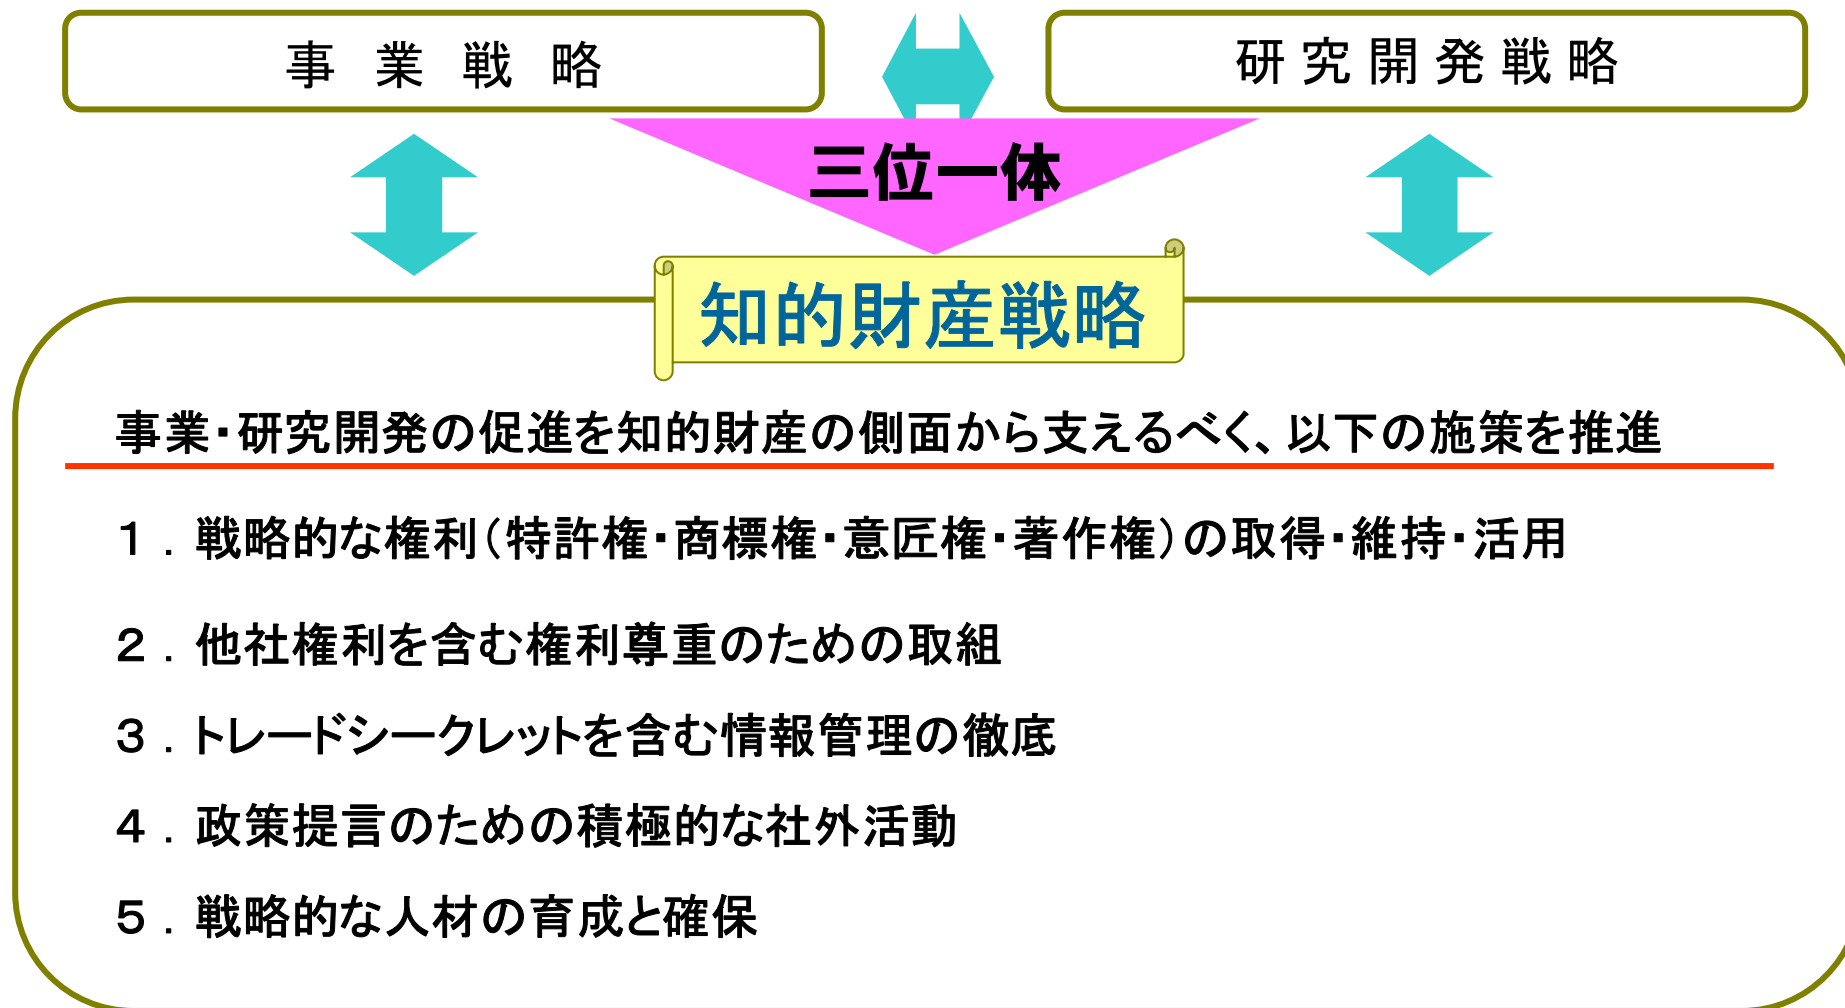 事業戦略
研究開発戦略
三位一体
知的財産戦略
事業・研究開発の促進を知的財産の側面から支えるべく、以下の施策を推進
１．戦略的な権利（特許権・商標権・意匠権・著作権）の取得・維持・活用
２．他社権利を含む権利尊重のための取組
３．トレードシークレットを含む情報管理の徹底
４．政策提言のための積極的な社外活動
５．戦略的な人材の育成と確保